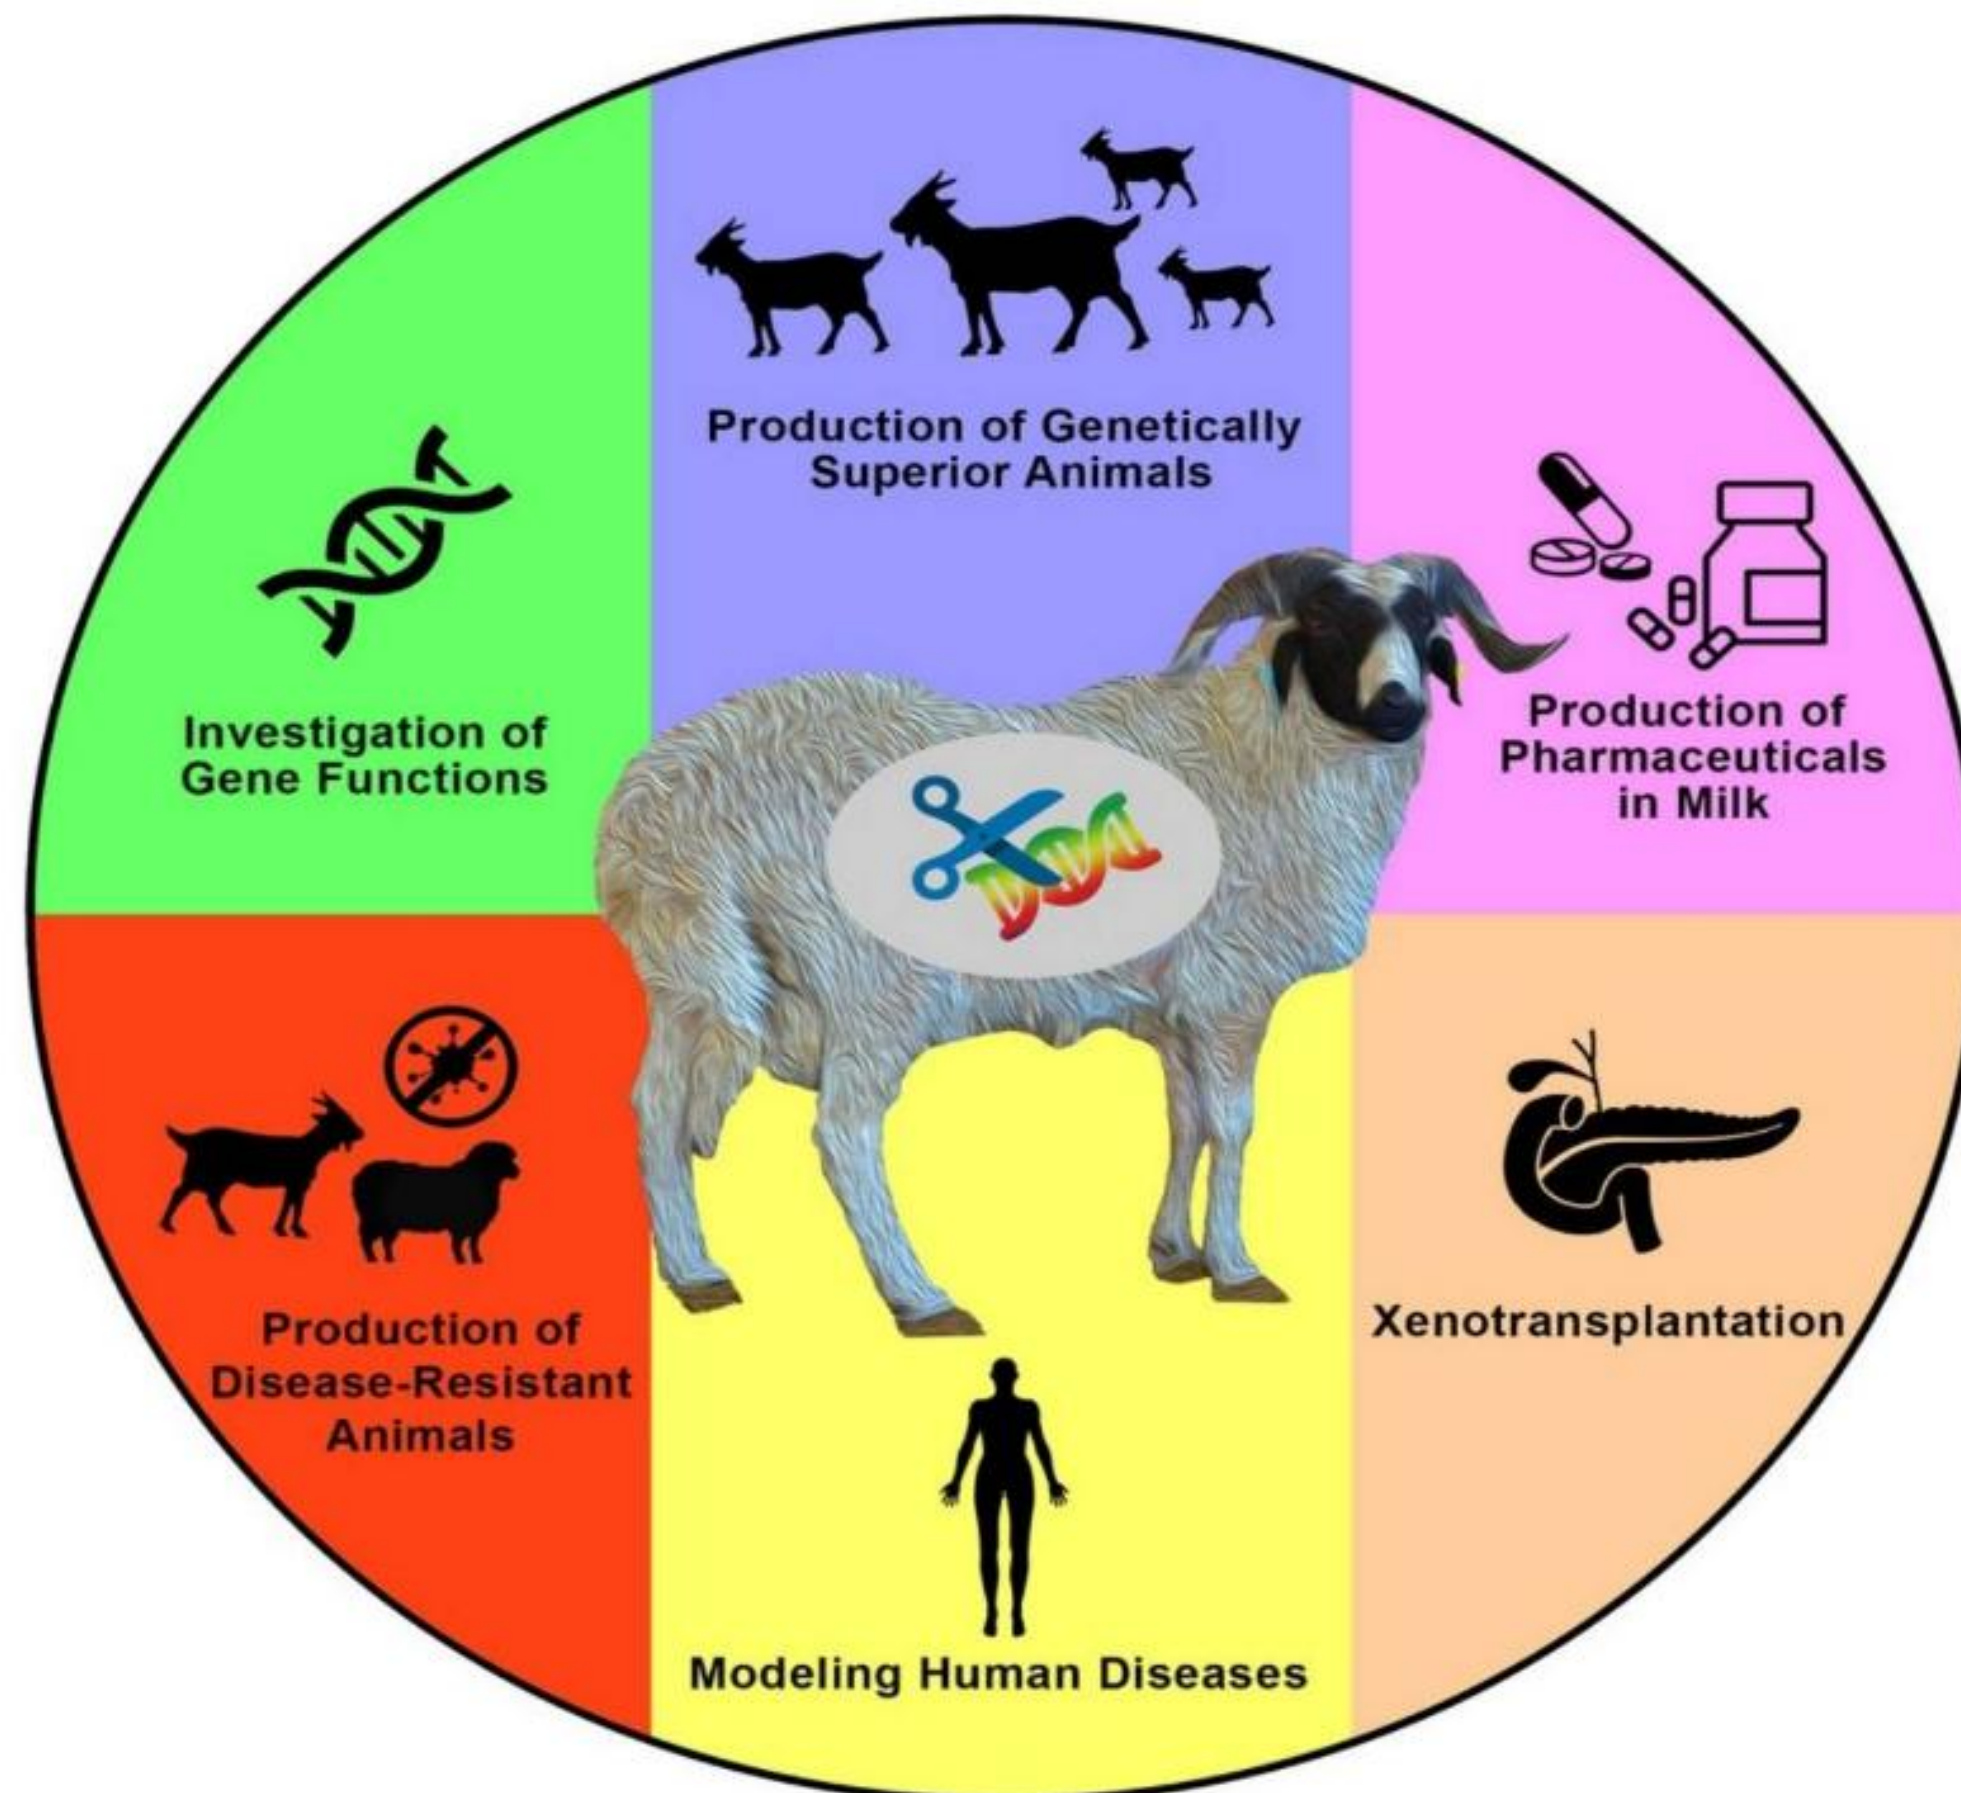 Production of Genetically
Superior Animals
Investigation of
Gene Functions
Production of
Pharmaceuticals
in Milk
Production of
Disease-Resistant
Animals
Xenotransplantation
Modeling Human Diseases